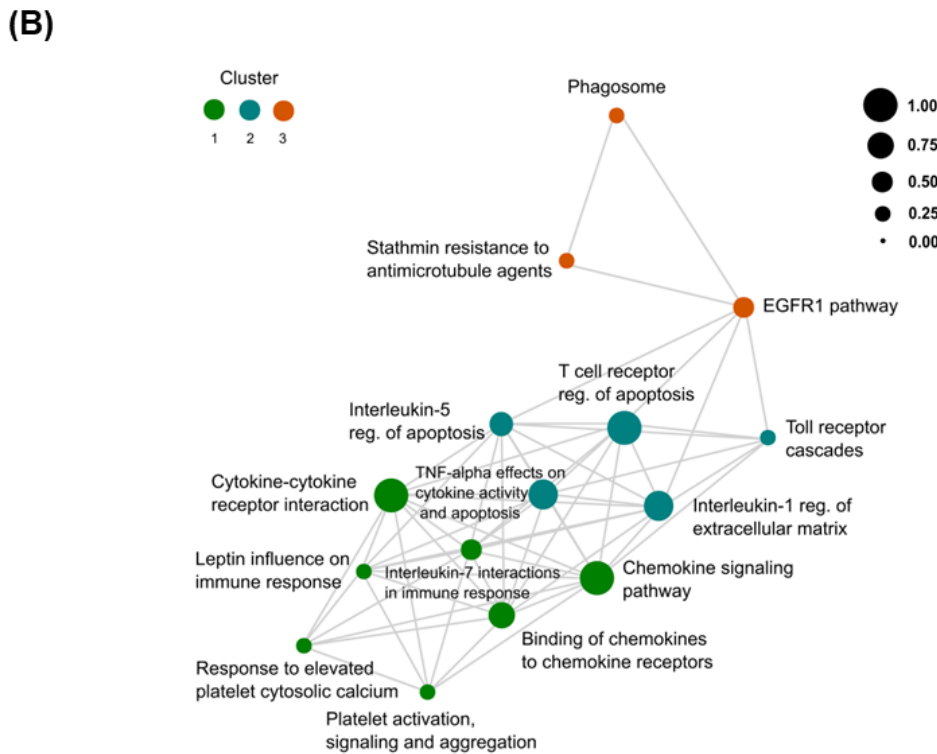 (B)
Cluster
1 2 3
Phagosome
1.00
0.75
0.50
0.25
0.00
Stathmin resistance to
antimicrotubule agents
EGFR1 pathway
T cell receptor
reg. of apoptosis
Interleukin-5
reg. of apoptosis
Toll receptor
cascades
Cytokine-cytokine
receptor interaction
TNF-alpha effects on
cytokine activity
and apoptosis
Interleukin-1 reg. of
extracellular matrix
Leptin influence on
immune response
Interleukin-7 interactions
in immune response
Chemokine signaling
pathway
Binding of chemokines
to chemokine receptors
Response to elevated
platelet cytosolic calcium
Platelet activation,
signaling and aggregation